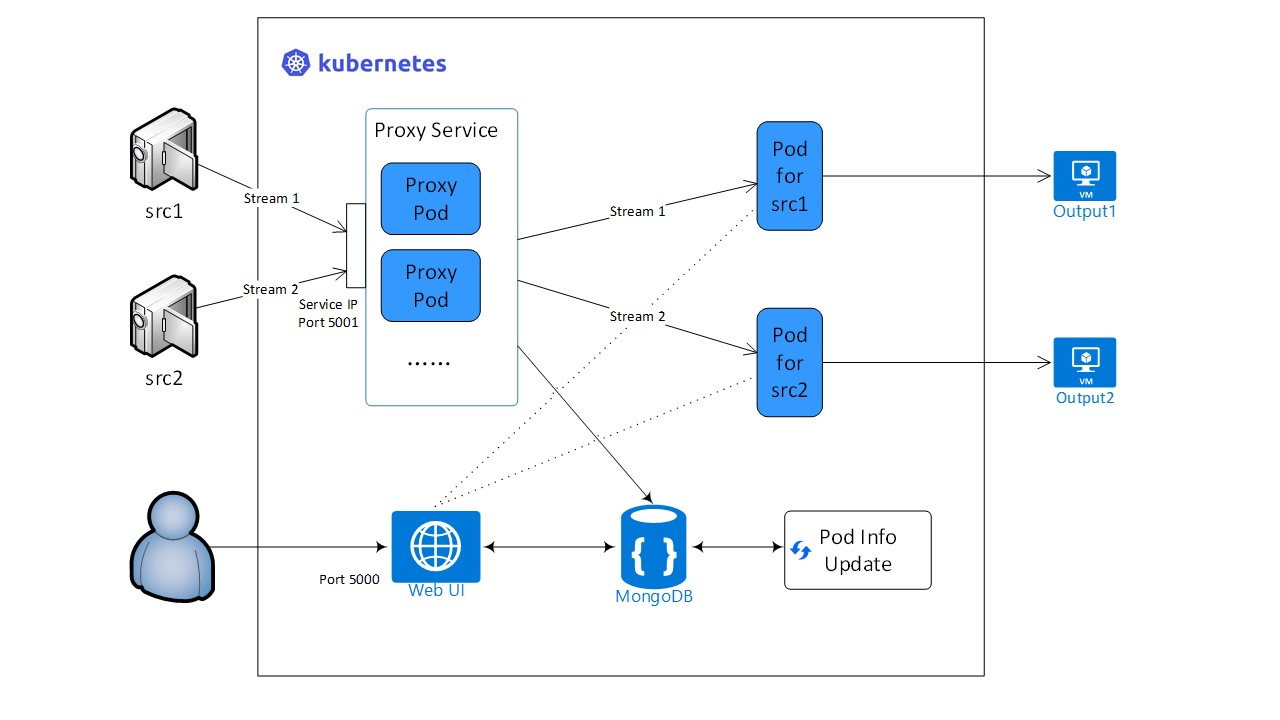 kubernetes
Proxy Service
Proxy
Pod
Proxy
Pod
......
src1
src2
Stream 1
Stream 2
Service IP
Port 5001
Stream 1
Stream 2
Pod
for
src1
Pod
for
src2
VM
Output1
VM
Output2
Port 5000
Web UI
{ }
MongoDB
Pod Info
Update